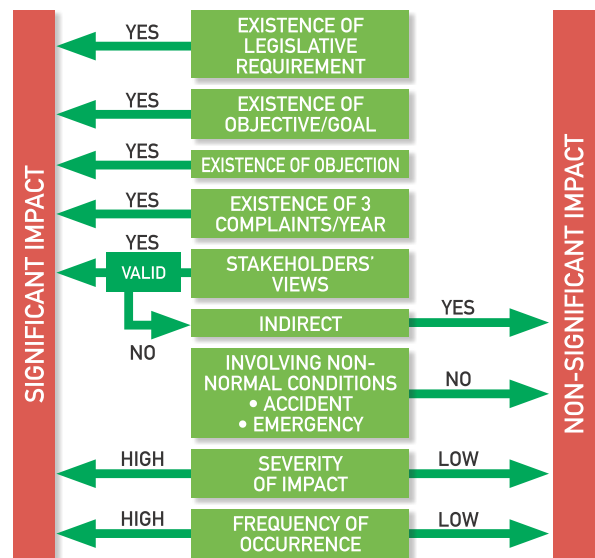 SIGNIFICANT IMPACT
NON-SIGNIFICANT IMPACT
YES
EXISTENCE OF
LEGISLATIVE
REQUIREMENT
YES
EXISTENCE OF
OBJECTIVE/GOAL
YES
EXISTENCE OF OBJECTION
YES
EXISTENCE OF 3
COMPLAINTS/YEAR
YES
VALID
STAKEHOLDERS'
VIEWS
NO
INDIRECT
YES
INVOLVING NON-
NORMAL CONDITIONS
• ACCIDENT
• EMERGENCY
NO
HIGH
SEVERITY
OF IMPACT
LOW
HIGH
FREQUENCY OF
OCCURRENCE
LOW